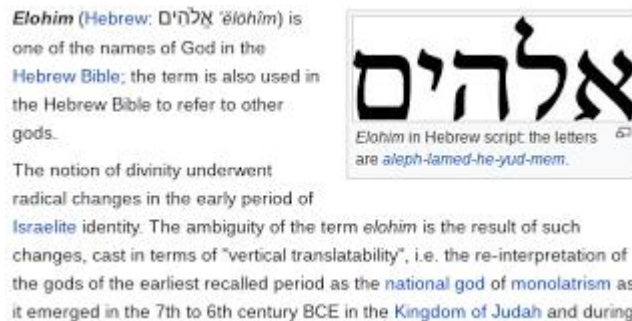 Elohim (Hebrew: אֱלֹהִים ’ĕlōhîm) is
one of the names of God in the
Hebrew Bible; the term is also used in
the Hebrew Bible to refer to other
gods.
אלהים
Elohim in Hebrew script: the letters
are aleph-lamed-he-yud-mem.
The notion of divinity underwent
radical changes in the early period of
Israelite identity. The ambiguity of the term elohim is the result of such
changes, cast in terms of "vertical translatability", i.e. the re-interpretation of
the gods of the earliest recalled period as the national god of monolatrism as
it emerged in the 7th to 6th century BCE in the Kingdom of Judah and during